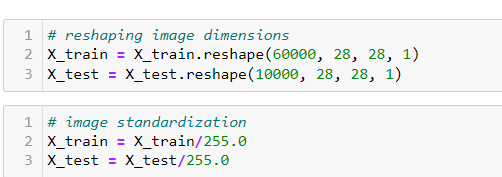 1 # reshaping image dimensions
2 X_train = X_train.reshape(60000, 28, 28, 1)
3 X_test = X_test.reshape(10000, 28, 28, 1)
1 # image standardization
2 X_train = X_train/255.0
3 X_test = X_test/255.0